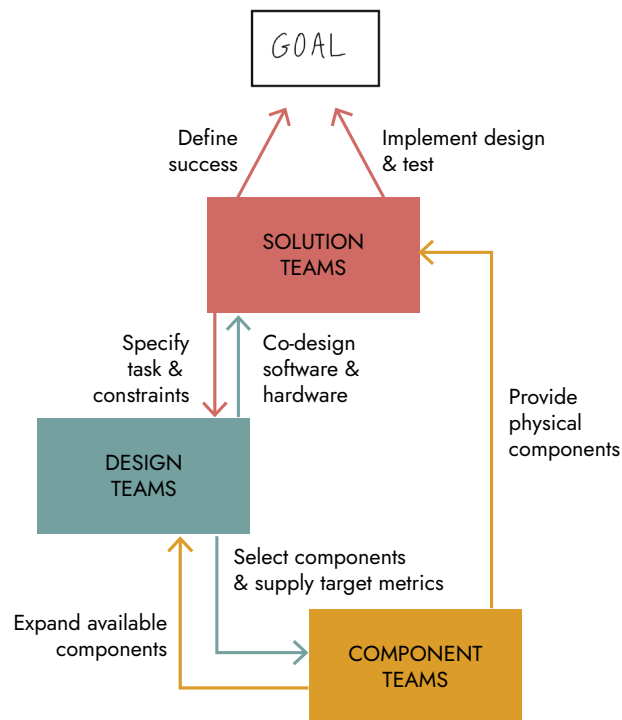 GOAL
Define
success
Implement design
& test
SOLUTION
TEAMS
Specify
task &
constraints
Co-design
software &
hardware
Provide
physical
components
DESIGN
TEAMS
Select components
& supply target metrics
Expand available
components
COMPONENT
TEAMS